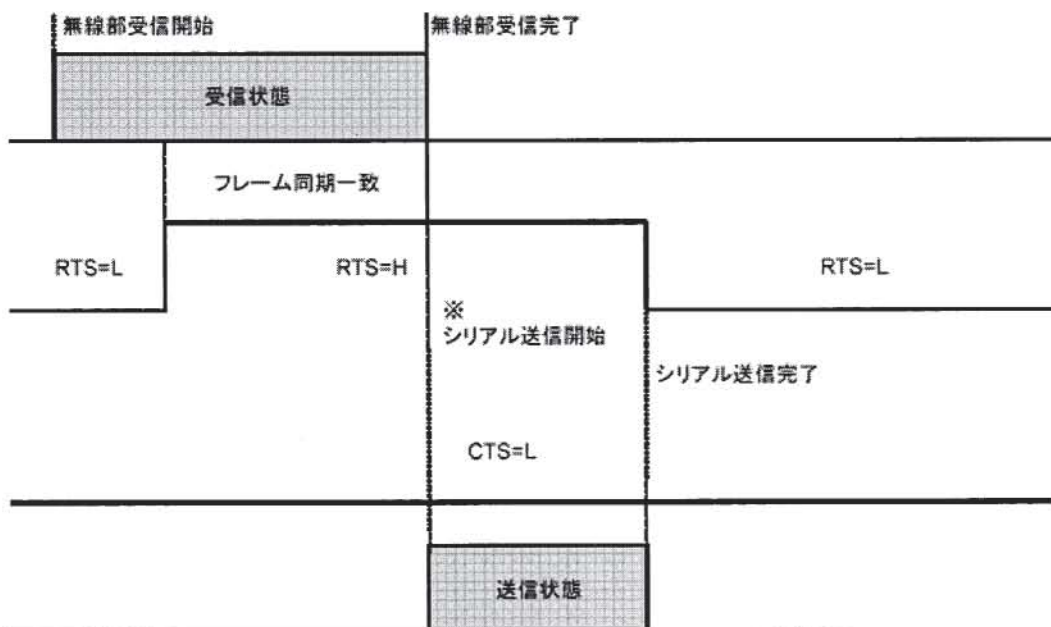 無線部受信開始
無線部受信完了
受信状態
フレーム同期一致
RTS=L
RTS=H
RTS=L
※
シリアル送信開始
シリアル送信完了
CTS=L
送信状態